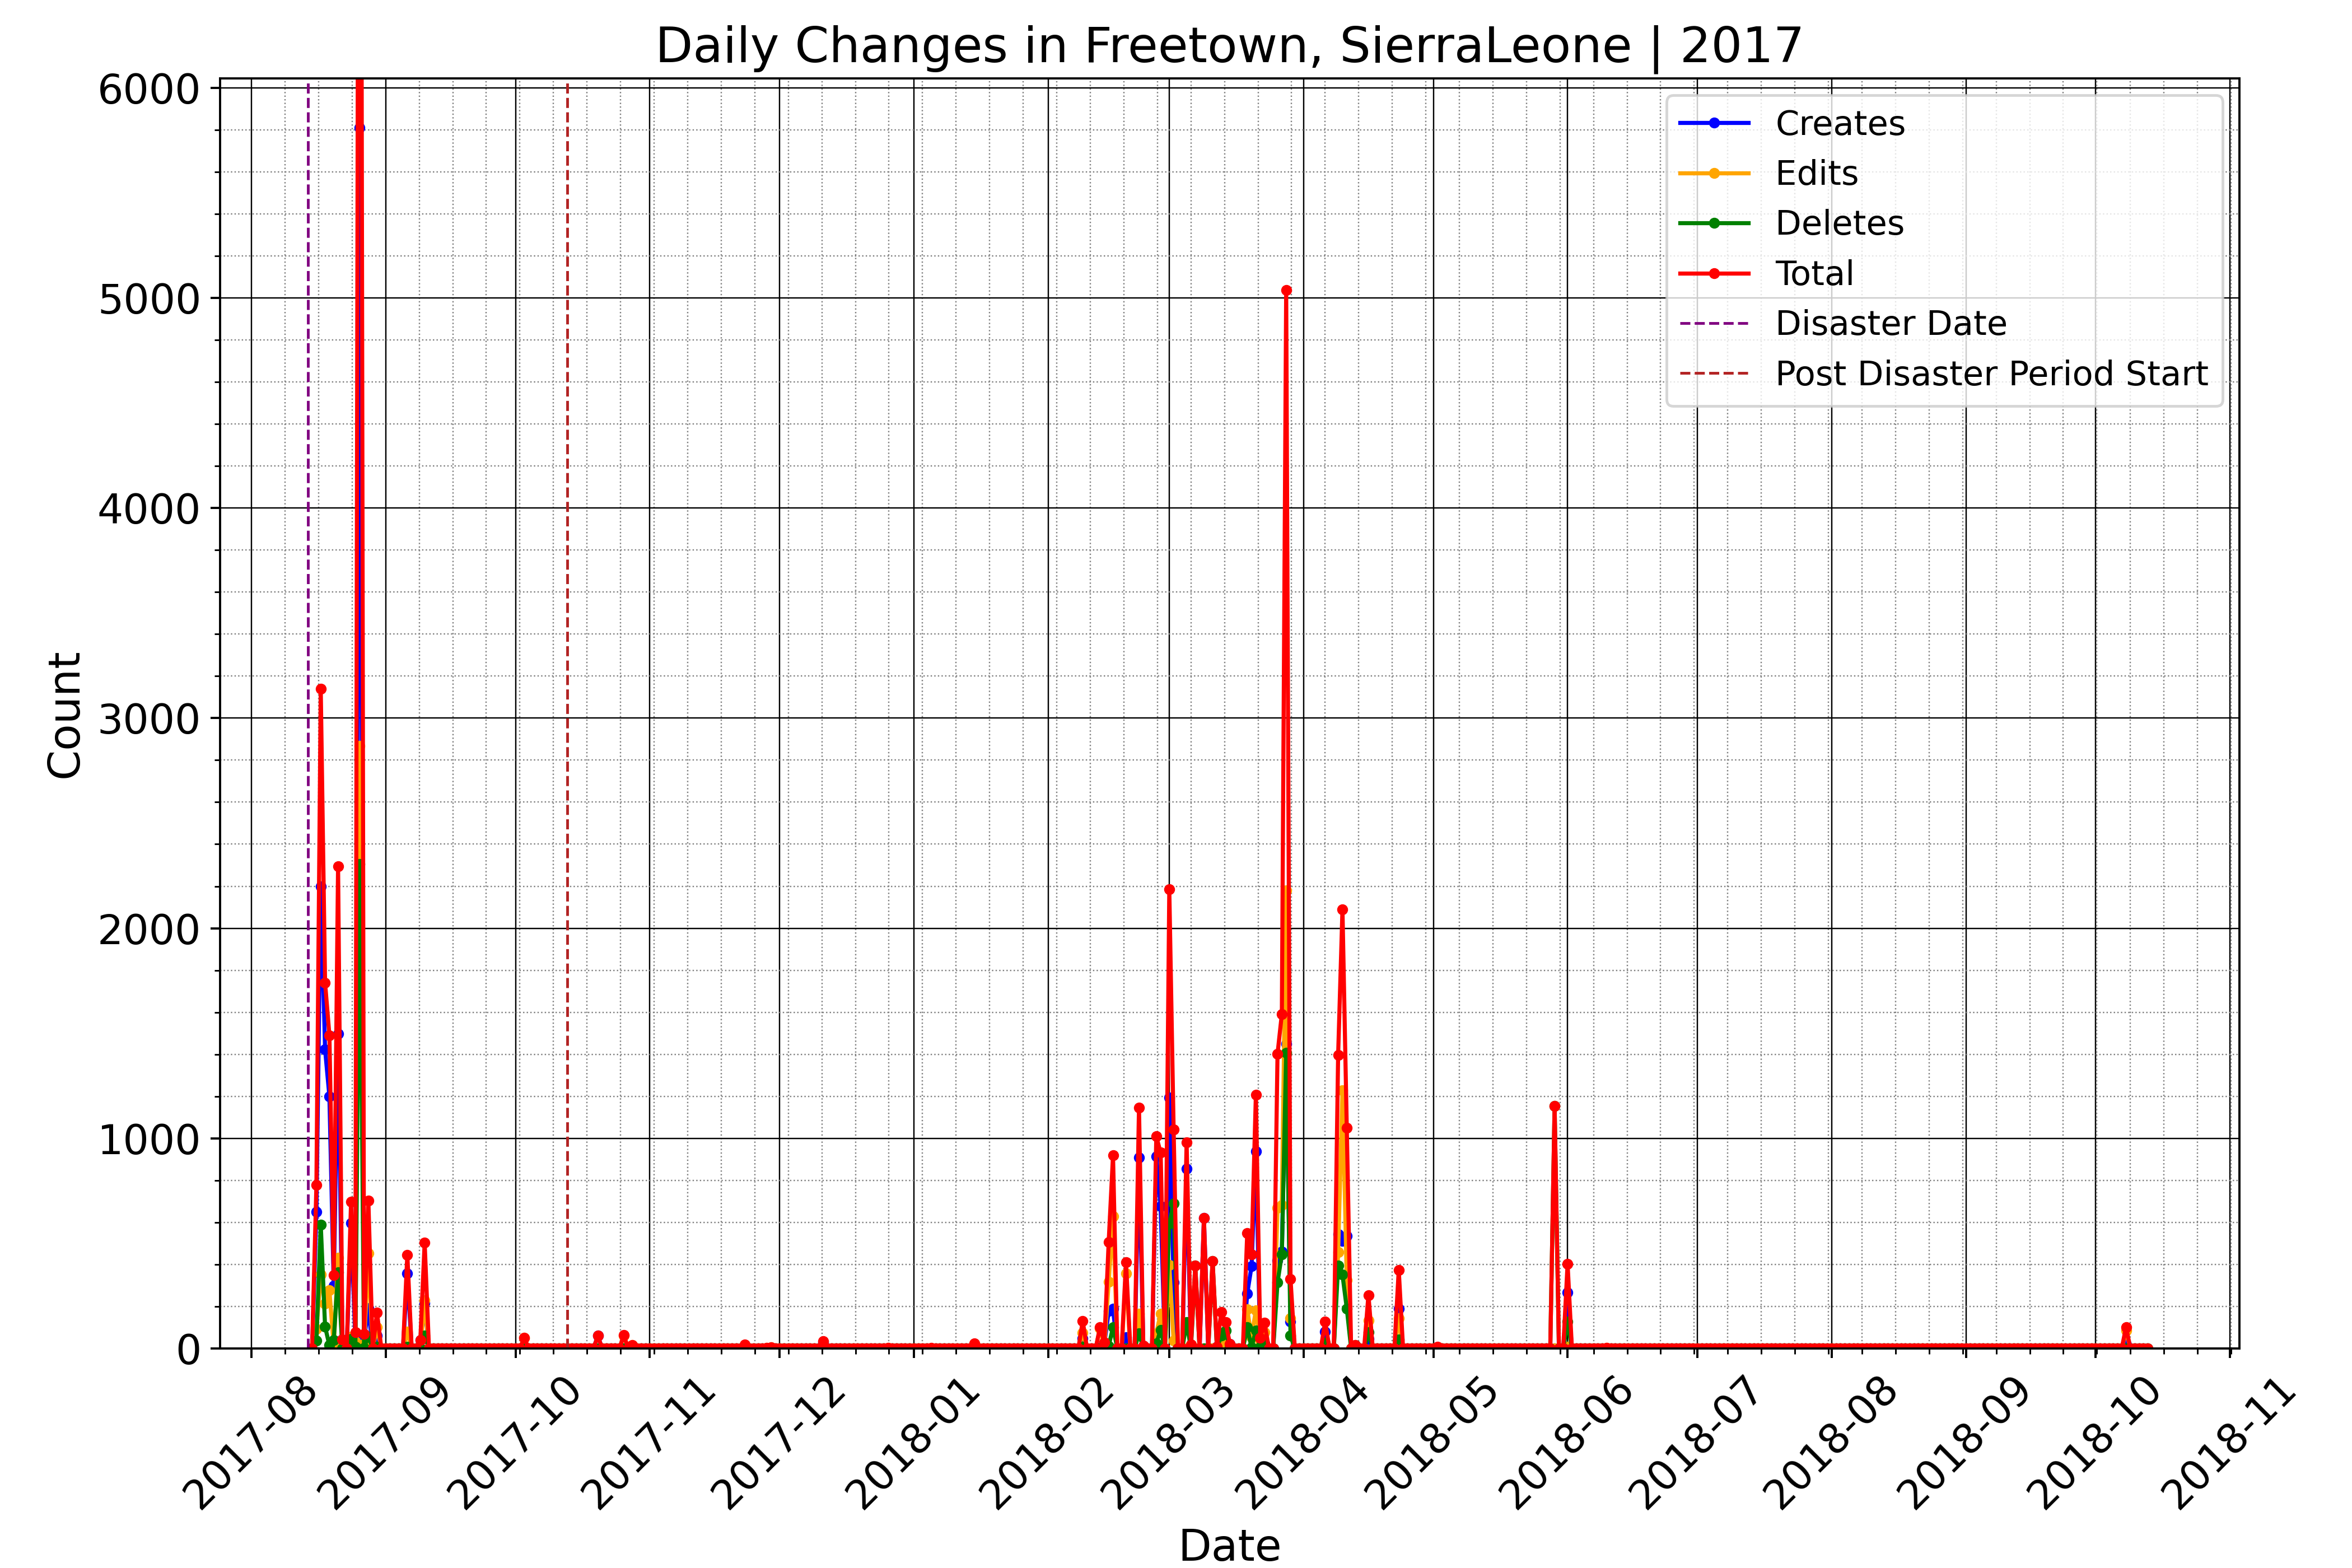 Daily Changes in Freetown, SierraLeone | 2017
6000
5000
4000
3000
2000
1000
0
Count
Creates
Edits
Deletes
Total
Disaster Date
Post Disaster Period Start
2017-08
2017-09
2017-10
2017-11
2017-12
2018-01
2018-02
2018-03
2018-04
2018-05
2018-06
2018-07
2018-08
2018-09
2018-10
2018-11
Date